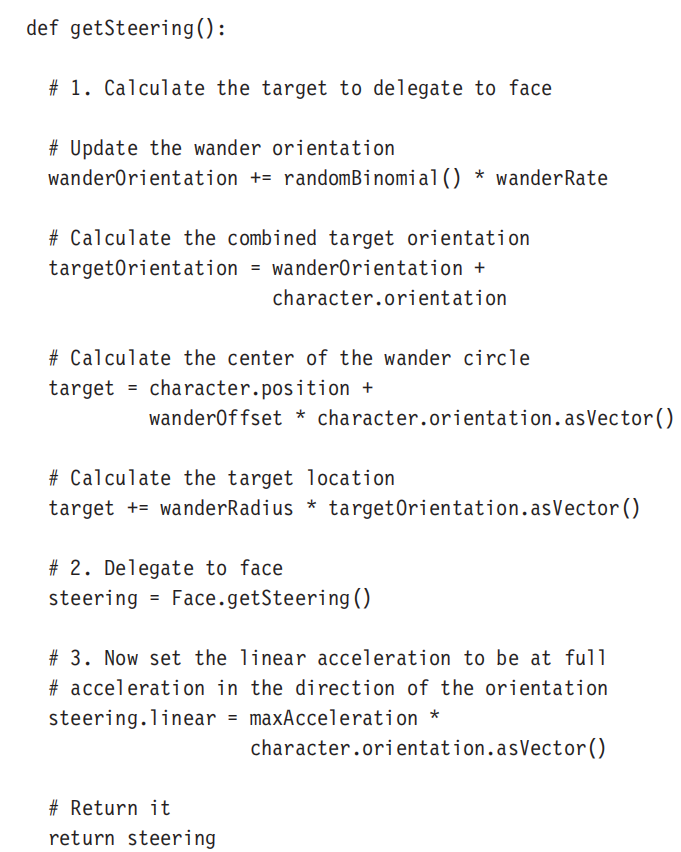 def getSteering():
# 1. Calculate the target to delegate to face
# Update the wander orientation
wanderOrientation += randomBinomial() * wanderRate
# Calculate the combined target orientation
targetOrientation = wanderOrientation +
character.orientation
# Calculate the center of the wander circle
target = character.position +
wanderOffset * character.orientation.asVector()
# Calculate the target location
target += wanderRadius * targetOrientation.asVector()
# 2. Delegate to face
steering = Face.getSteering()
# 3. Now set the linear acceleration to be at full
# acceleration in the direction of the orientation
steering.linear = maxAcceleration *
character.orientation.asVector()
# Return it
return steering